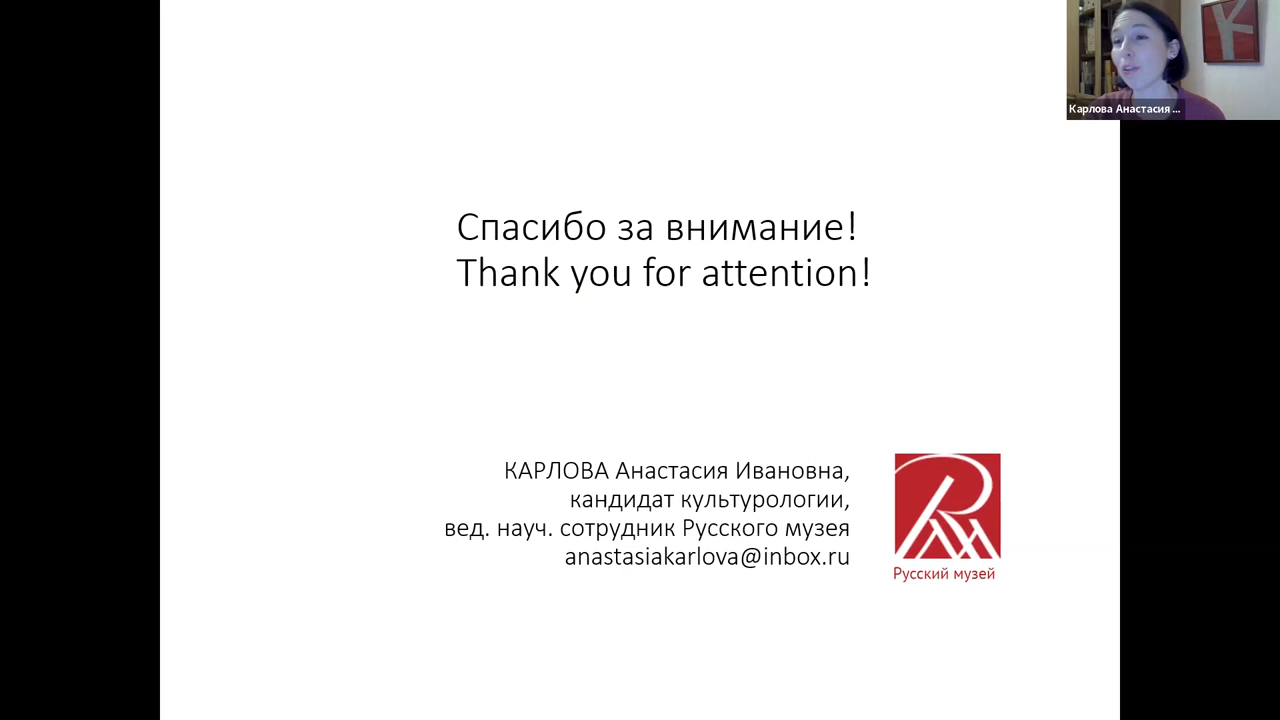 Карлова Анастасия ...
Спасибо за внимание!
Thank you for attention!
КАРЛОВА Анастасия Ивановна,
кандидат культурологии,
вед. науч. сотрудник Русского музея
anastasiakarlova@inbox.ru
Русский музей